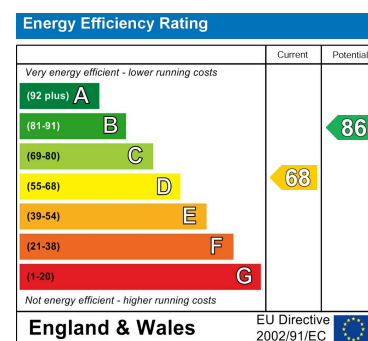 Energy Efficiency Rating
Current Potential
Very energy efficient - lower running costs
(92 plus) A
(81-91) B
(69-80) C
(55-68) D
(39-54) E
(21-38) F
(1-20) G
68
86
Not energy efficient - higher running costs
England & Wales
EU Directive
2002/91/EC